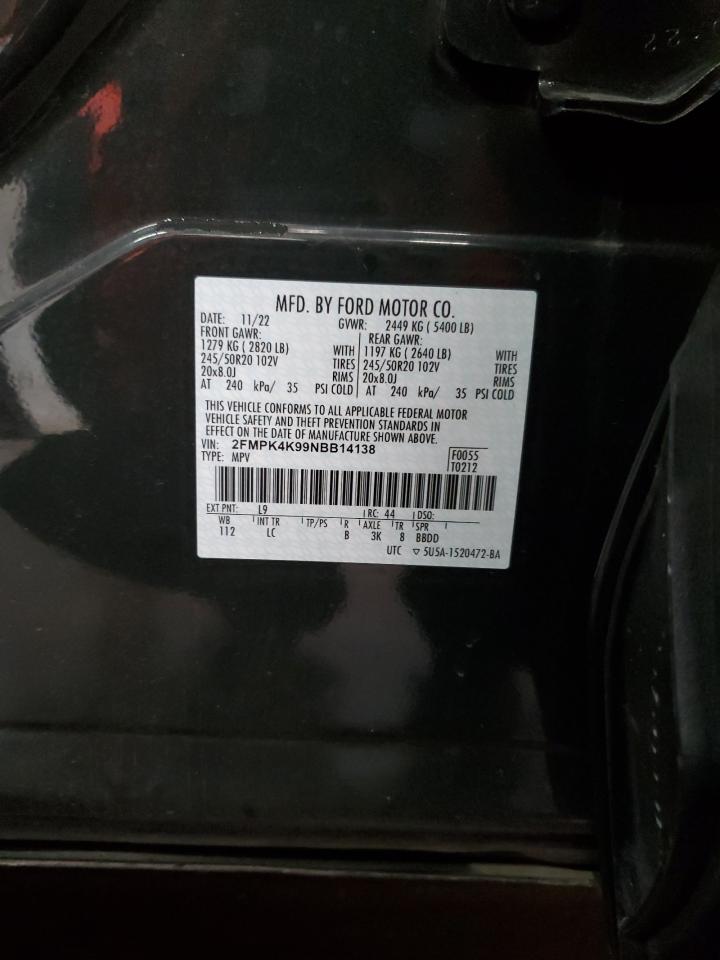 -22
MFD. BY FORD MOTOR CO.
DATE: 11/22 GVWR: 2449 KG ( 5400 LB)
FRONT GAWR: REAR GAWR:
1279 KG ( 2820 LB) WITH 1197 KG ( 2640 LB) WITH
245/50R20 102V TIRES 245/50R20 102V TIRES
20x8.0J RIMS 20x8.0J RIMS
AT 240 kPa/ 35 PSI COLD AT 240 kPa/ 35 PSI COLD
THIS VEHICLE CONFORMS TO ALL APPLICABLE FEDERAL MOTOR
VEHICLE SAFETY AND THEFT PREVENTION STANDARDS IN
EFFECT ON THE DATE OF MANUFACTURE SHOWN ABOVE.
VIN: 2FMPK4K99NBB14138 F0055
TYPE: MPV T0212
EXT PNT: L9 RC: 44 DSO:
WB INT TR TP/PS R AXLE TR SPR
112 LC B 3K 8 BBDD
UTC ▽ 5U5A-1520472-BA